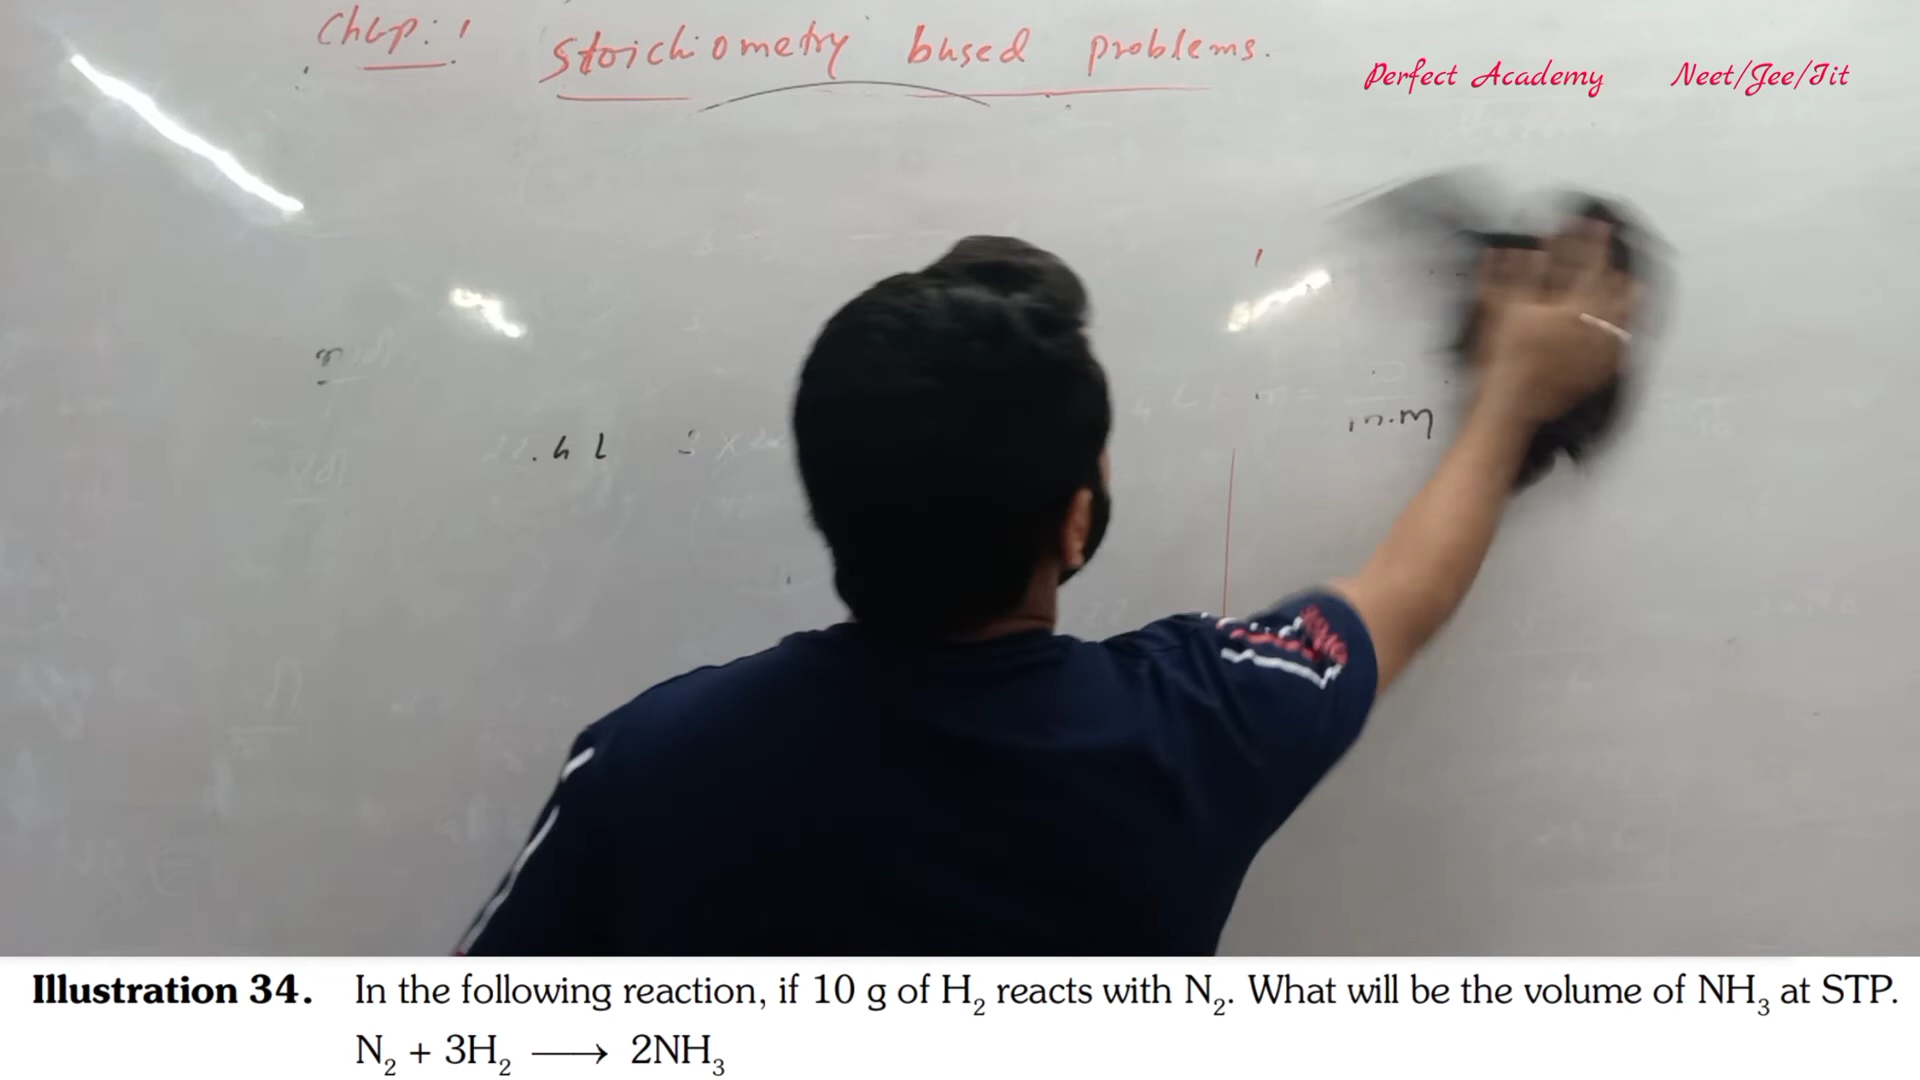 Chap: 1
Stoichiometry based problems.
Perfect Academy Neet/Jee/Iit
.4 L
m.m
Illustration 34. In the following reaction, if 10 g of H₂ reacts with N₂. What will be the volume of NH₃ at STP.
N₂ + 3H₂ ⟶ 2NH₃